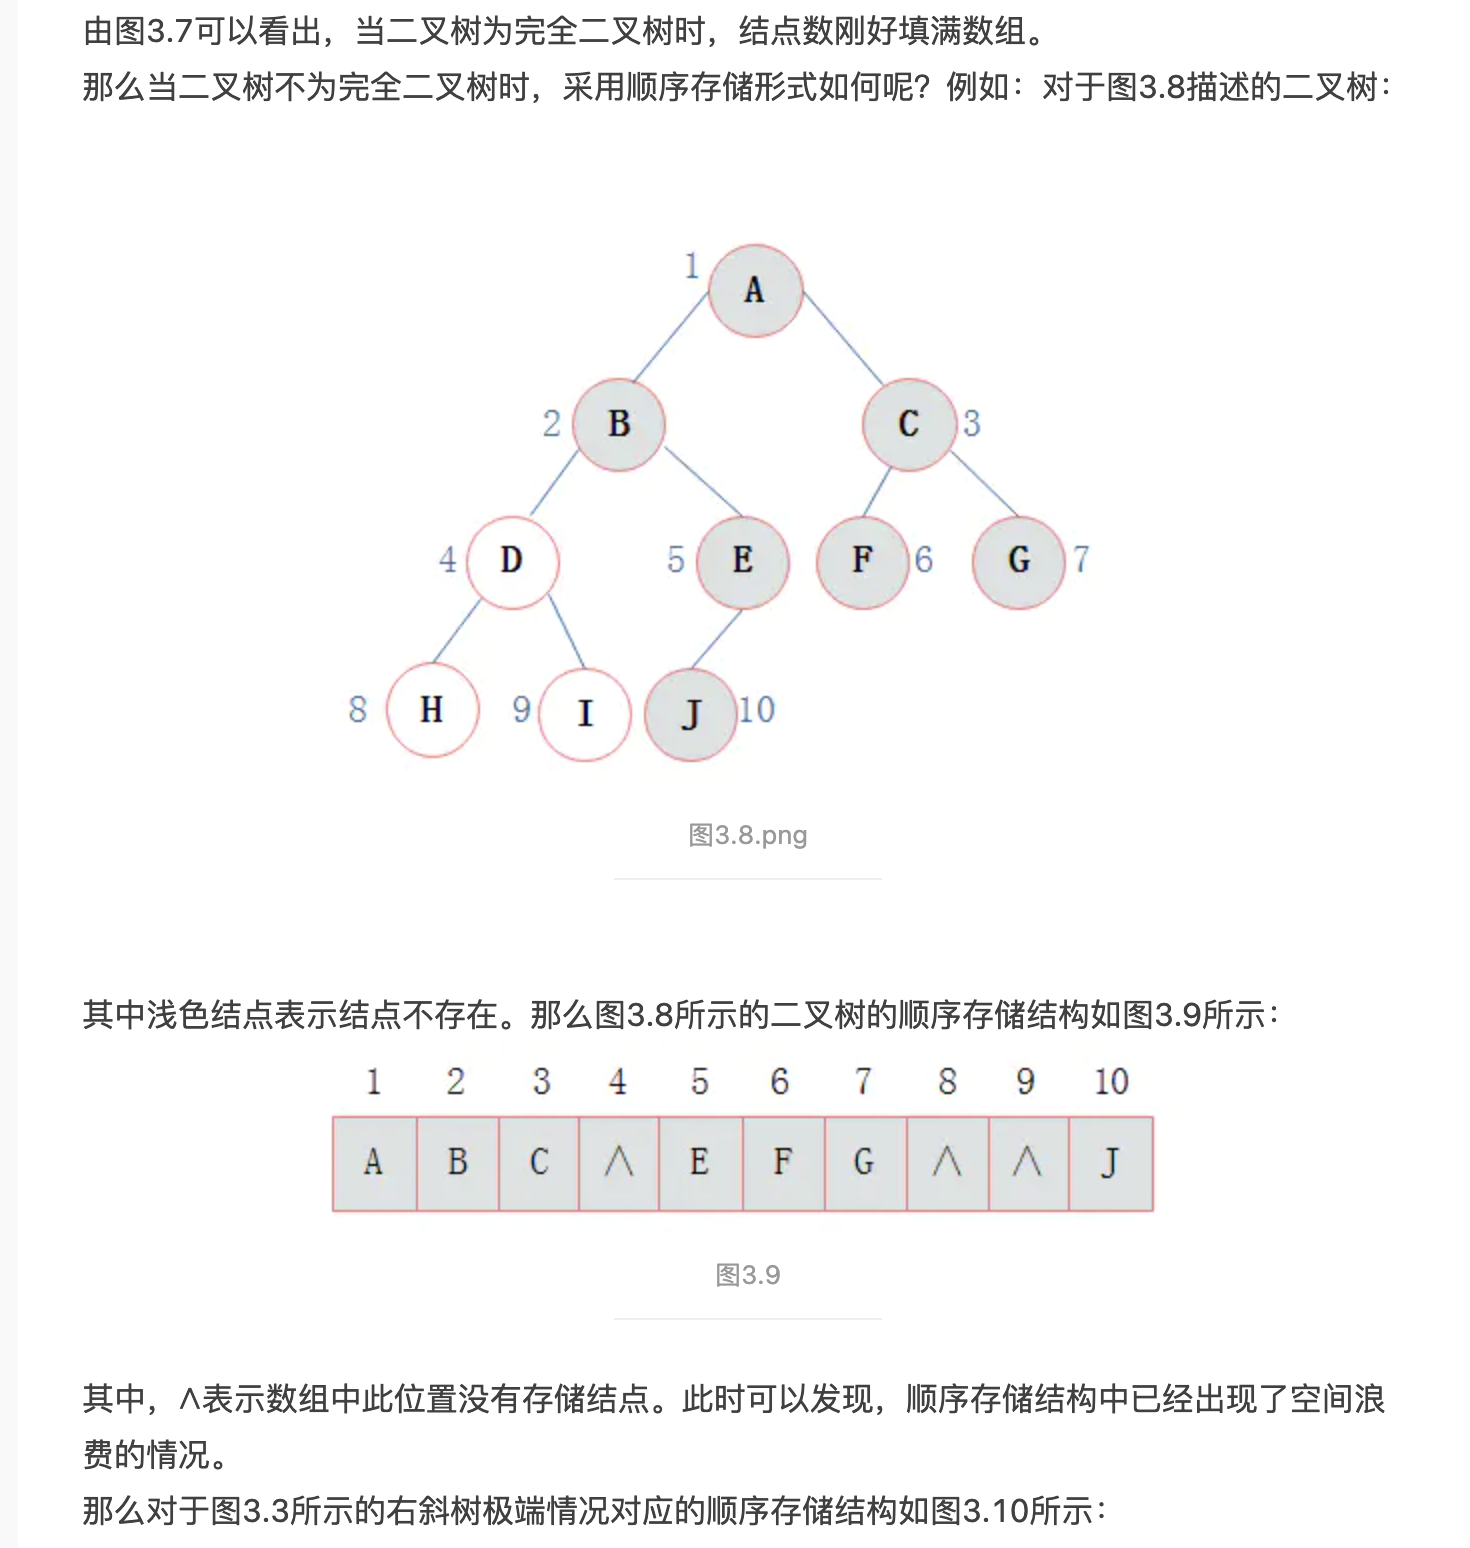 由图3.7可以看出，当二叉树为完全二叉树时，结点数刚好填满数组。
那么当二叉树不为完全二叉树时，采用顺序存储形式如何呢？例如：对于图3.8描述的二叉树：
1 A
2 B C 3
4 D 5 E F 6 G 7
8 H 9 I J 10
图3.8.png
其中浅色结点表示结点不存在。那么图3.8所示的二叉树的顺序存储结构如图3.9所示：
1 2 3 4 5 6 7 8 9 10
A B C ∧ E F G ∧ ∧ J
图3.9
其中，∧表示数组中此位置没有存储结点。此时可以发现，顺序存储结构中已经出现了空间浪
费的情况。
那么对于图3.3所示的右斜树极端情况对应的顺序存储结构如图3.10所示：